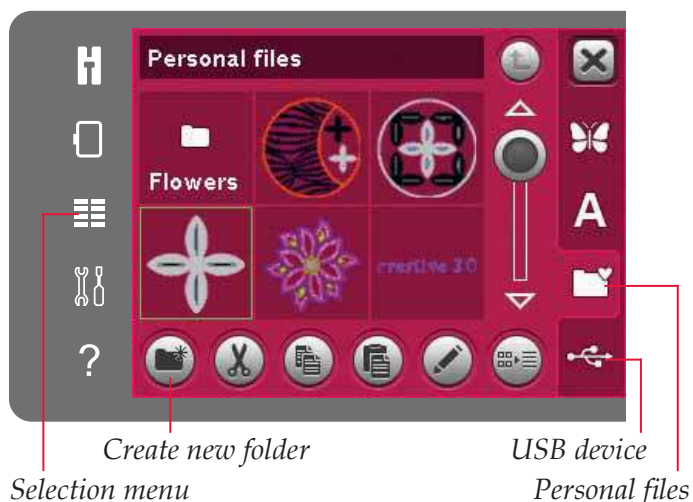 Personal files
Flowers
creative 3.0
A
?
Create new folder
USB device
Selection menu
Personal files